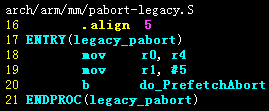 arch/arm/mm/pabort-legacy.S
16 .align 5
17 ENTRY(legacy_pabort)
18 mov r0, r4
19 mov r1, #5
20 b do_PrefetchAbort
21 ENDPROC(legacy_pabort)